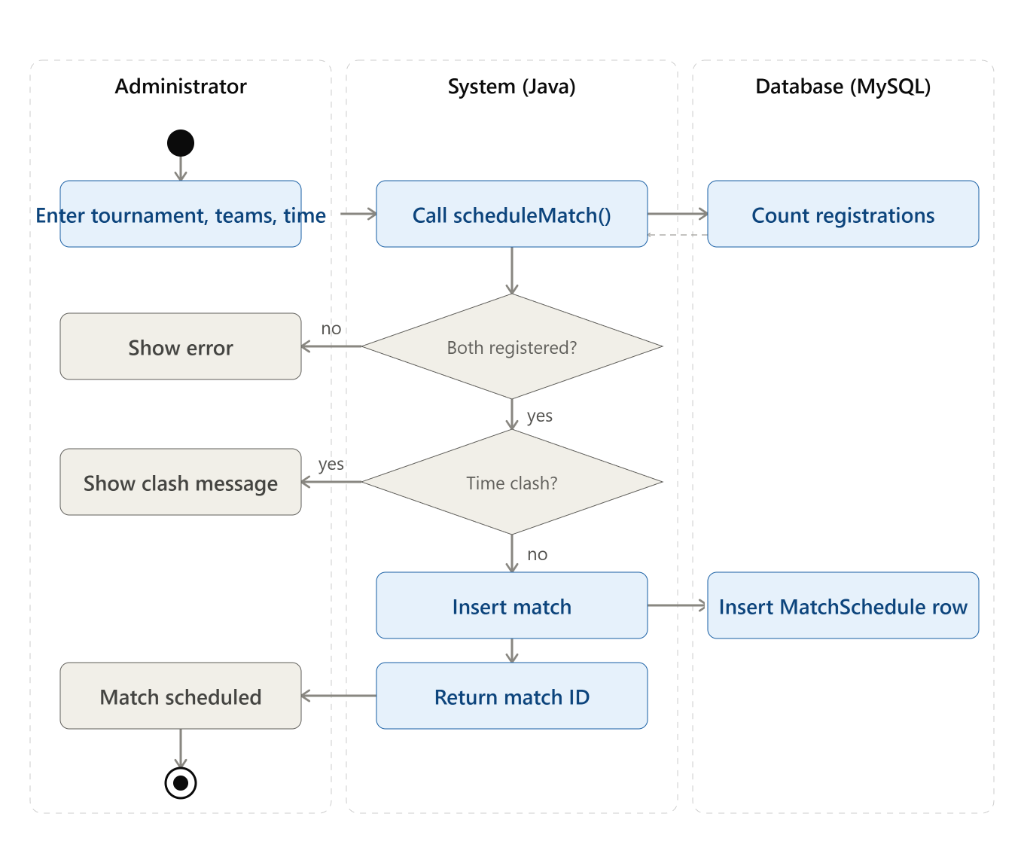 Administrator
System (Java)
Database (MySQL)
Enter tournament, teams, time
Call scheduleMatch()
Count registrations
no
Show error
Both registered?
yes
yes
Show clash message
Time clash?
no
Insert match
Insert MatchSchedule row
Match scheduled
Return match ID